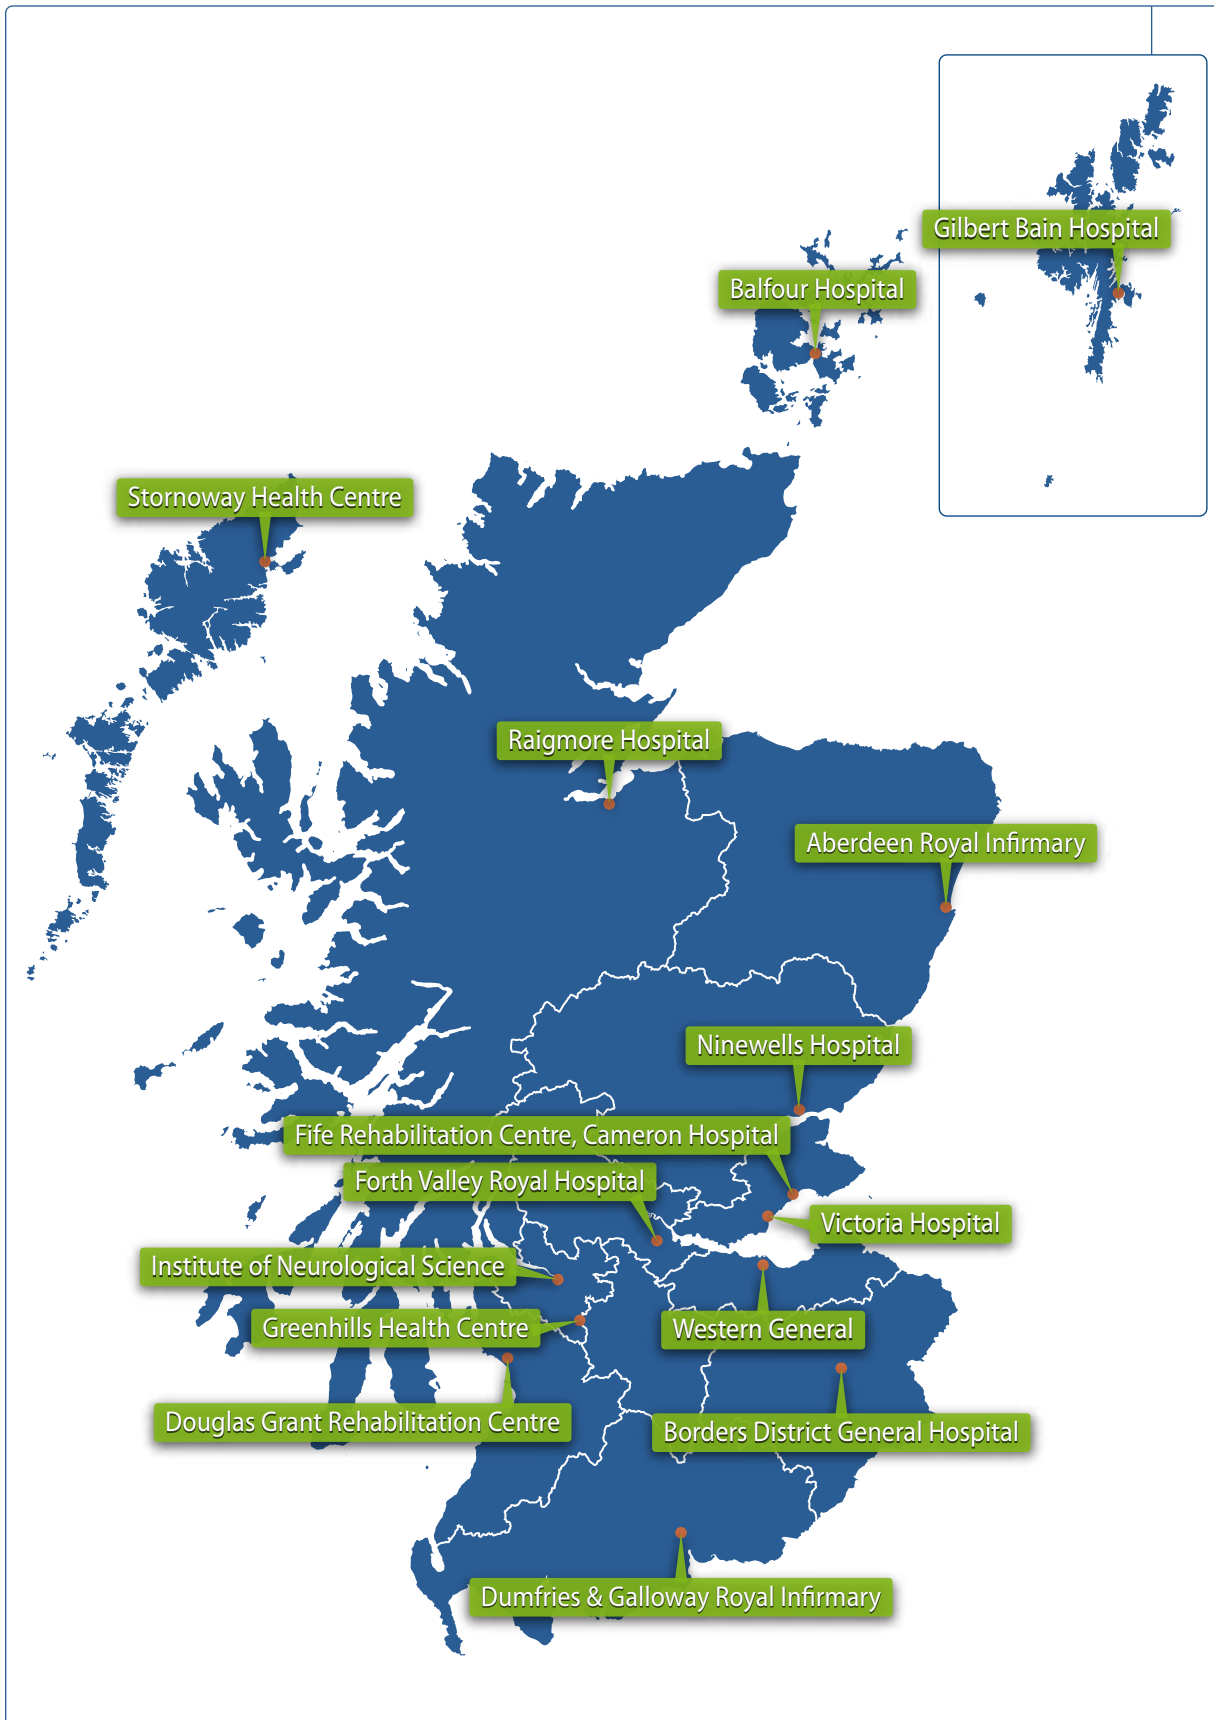 Gilbert Bain Hospital
Balfour Hospital
Stornoway Health Centre
Raigmore Hospital
Aberdeen Royal Infirmary
Ninewells Hospital
Fife Rehabilitation Centre, Cameron Hospital
Forth Valley Royal Hospital
Victoria Hospital
Institute of Neurological Science
Greenhills Health Centre
Western General
Douglas Grant Rehabilitation Centre
Borders District General Hospital
Dumfries & Galloway Royal Infirmary